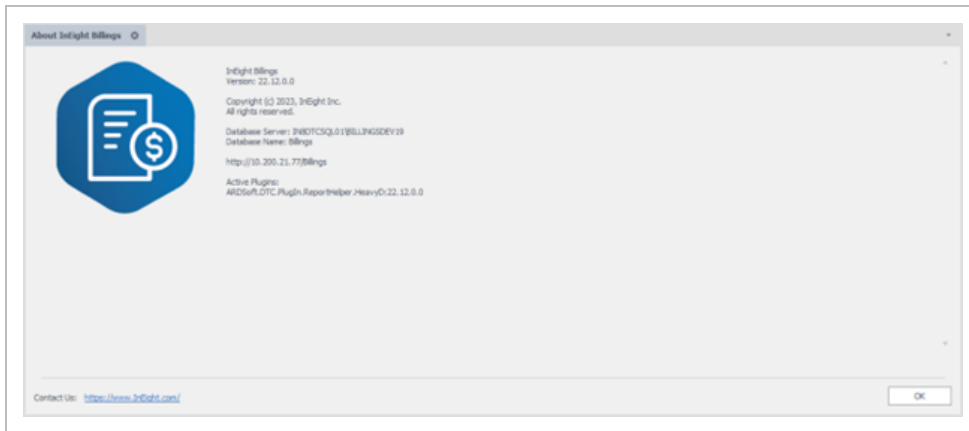 About InEight Billings
InEight Billings
Version: 22.12.0.0
Copyright (c) 2023, InEight Inc.
All rights reserved.
Database Server: IN8DTCSQL01\BILLINGSDEV19
Database Name: Billings
http://10.200.21.77/Billings
Active Plugins:
ARDSoft.DTC.PlugIn.ReportHelper.HeavyD:22.12.0.0
Contact Us: https://www.InEight.com/
OK